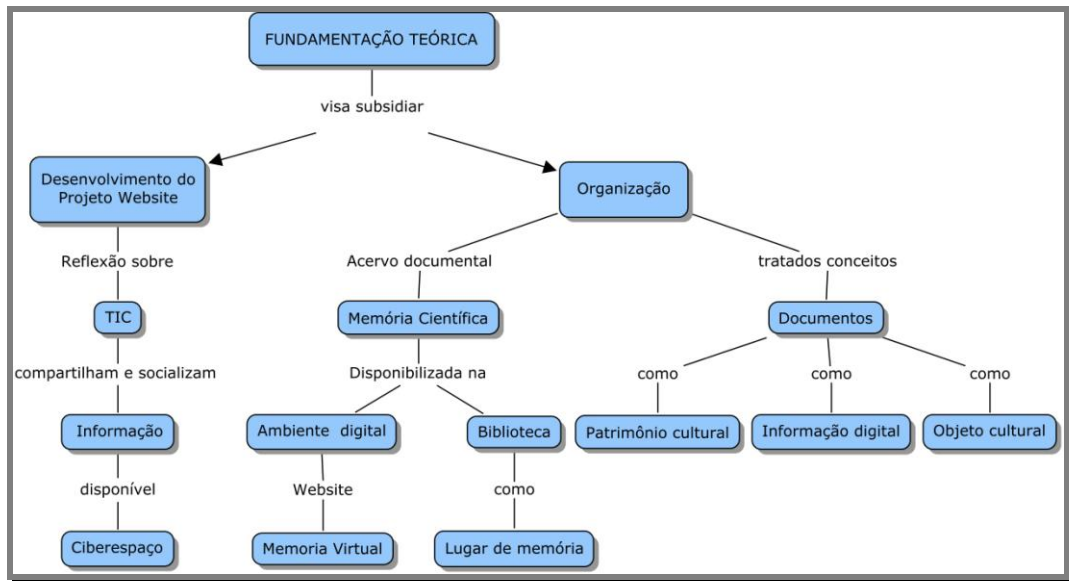 FUNDAMENTAÇÃO TEÓRICA
visa subsidiar
Desenvolvimento do
Projeto Website
Organização
Reflexão sobre
Acervo documental
tratados conceitos
TIC
Memória Científica
Documentos
compartilham e socializam
Disponibilizada na
como
como
como
Informação
Ambiente digital
Biblioteca
Patrimônio cultural
Informação digital
Objeto cultural
disponível
Website
como
Ciberespaço
Memoria Virtual
Lugar de memória